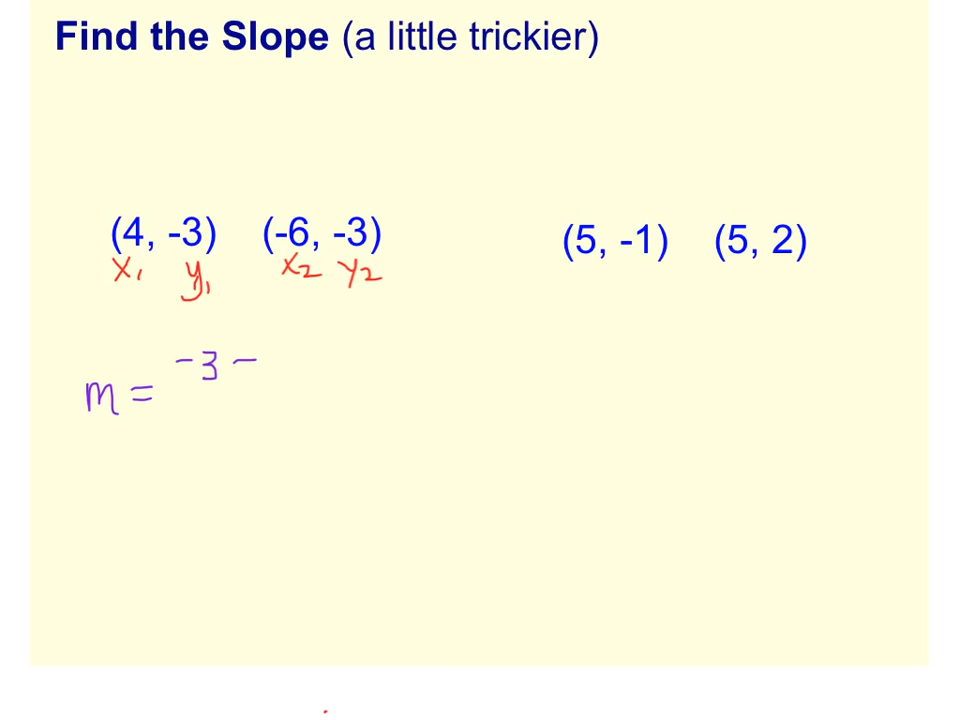 Find the Slope (a little trickier)
(4, -3) (-6, -3) (5, -1) (5, 2)
x₁ y₁ x₂ y₂
m = -3 -